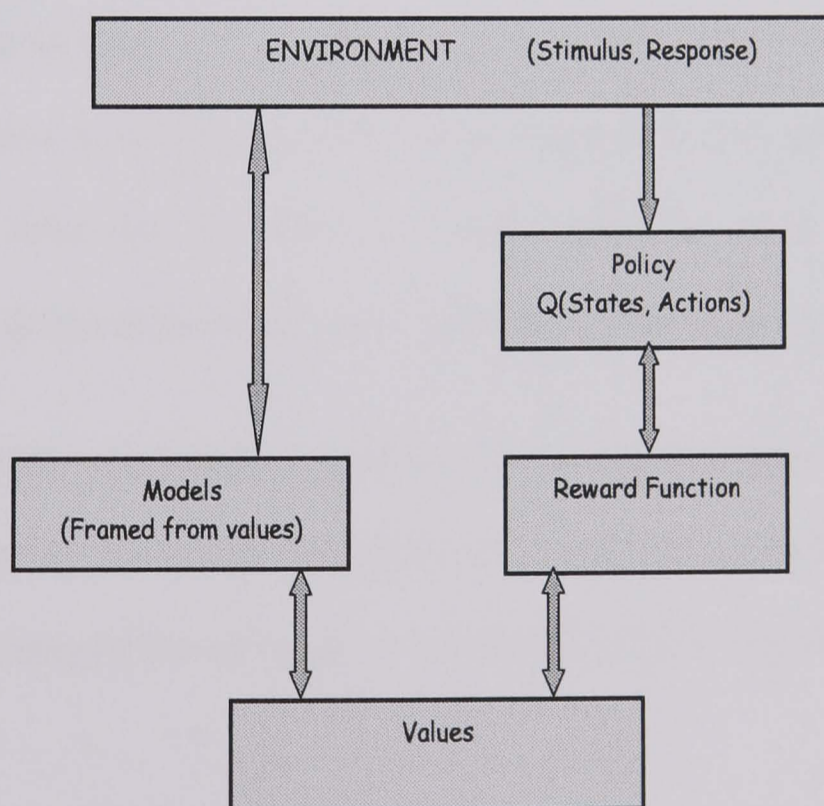 ENVIRONMENT (Stimulus, Response)
Policy
Q(States, Actions)
Models
(Framed from values)
Reward Function
Values